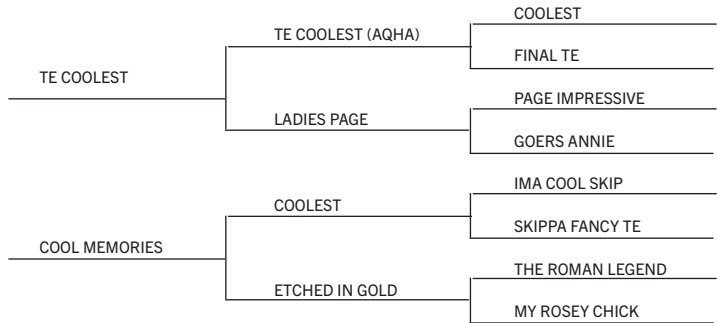 COOLEST
TE COOLEST (AQHA)
FINAL TE
TE COOLEST
PAGE IMPRESSIVE
LADIES PAGE
GOERS ANNIE
IMA COOL SKIP
COOLEST
SKIPPA FANCY TE
COOL MEMORIES
THE ROMAN LEGEND
ETCHED IN GOLD
MY ROSEY CHICK